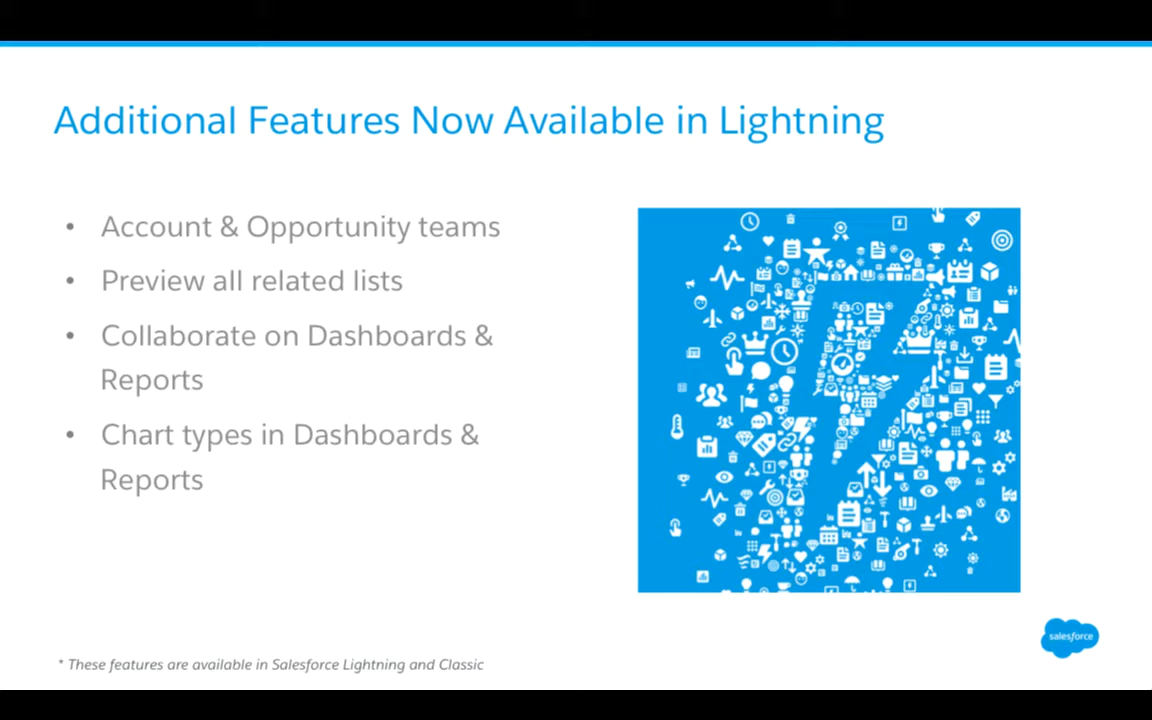 Additional Features Now Available in Lightning
• Account & Opportunity teams
• Preview all related lists
• Collaborate on Dashboards &
Reports
• Chart types in Dashboards &
Reports
salesforce
* These features are available in Salesforce Lightning and Classic